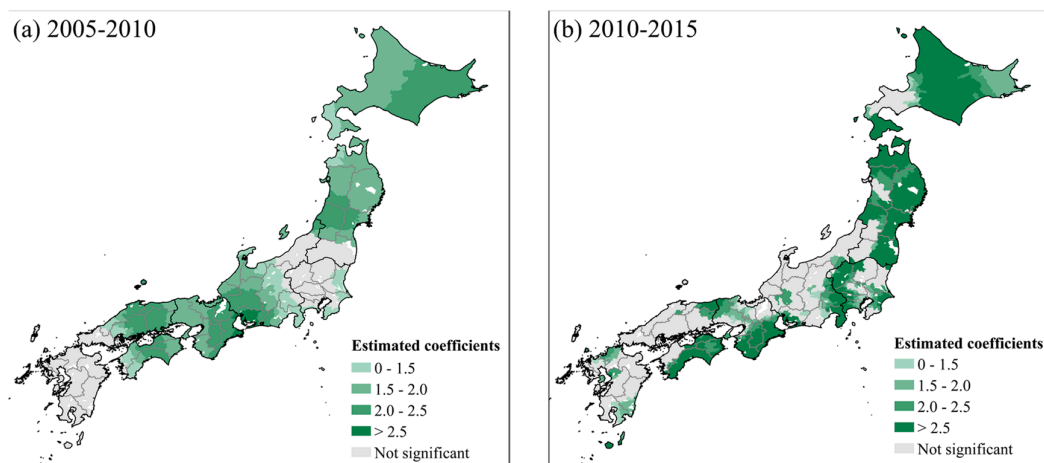 (a) 2005-2010
Estimated coefficients
0 - 1.5
1.5 - 2.0
2.0 - 2.5
> 2.5
Not significant
(b) 2010-2015
Estimated coefficients
0 - 1.5
1.5 - 2.0
2.0 - 2.5
> 2.5
Not significant